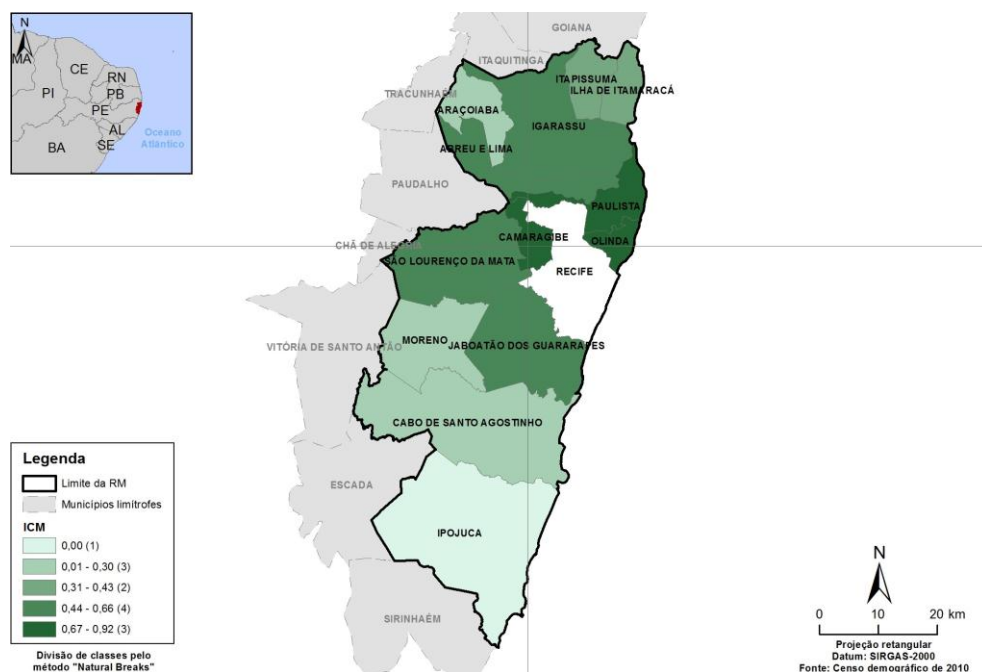 N
MA
CE
RN
PI
PB
PE
AL
SE
BA
Oceano
Atlântico
GOIANA
ITAQUITINGA
ITAPISSUMA
ILHA DE ITAMARACÁ
TRACUNHAÉM
ARAÇOIABA
IGARASSU
ABREU E LIMA
PAUDALHO
PAULISTA
CAMARAGIBE
OLINDA
CHÃ DE ALEGRIA
SÃO LOURENÇO DA MATA
RECIFE
MORENO
VITÓRIA DE SANTO ANTÃO
JABOATÃO DOS GUARARAPES
CABO DE SANTO AGOSTINHO
ESCADA
IPOJUCA
SIRINHAÉM
Legenda
Limite da RM
Municípios limítrofes
ICM
0,00 (1)
0,01 - 0,30 (3)
0,31 - 0,43 (2)
0,44 - 0,66 (4)
0,67 - 0,92 (3)
Divisão de classes pelo
método "Natural Breaks"
N
0 10 20 km
Projeção retangular
Datum: SIRGAS-2000
Fonte: Censo demográfico de 2010